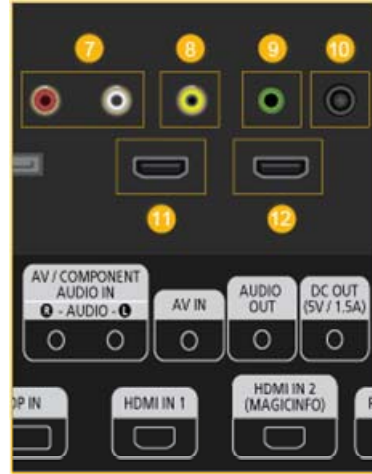 7 8 9 10
11 12
AV / COMPONENT
AUDIO IN
R - AUDIO - L
AV IN
AUDIO
OUT
DC OUT
(5V / 1.5A)
DP IN
HDMI IN 1
HDMI IN 2
(MAGICINFO)